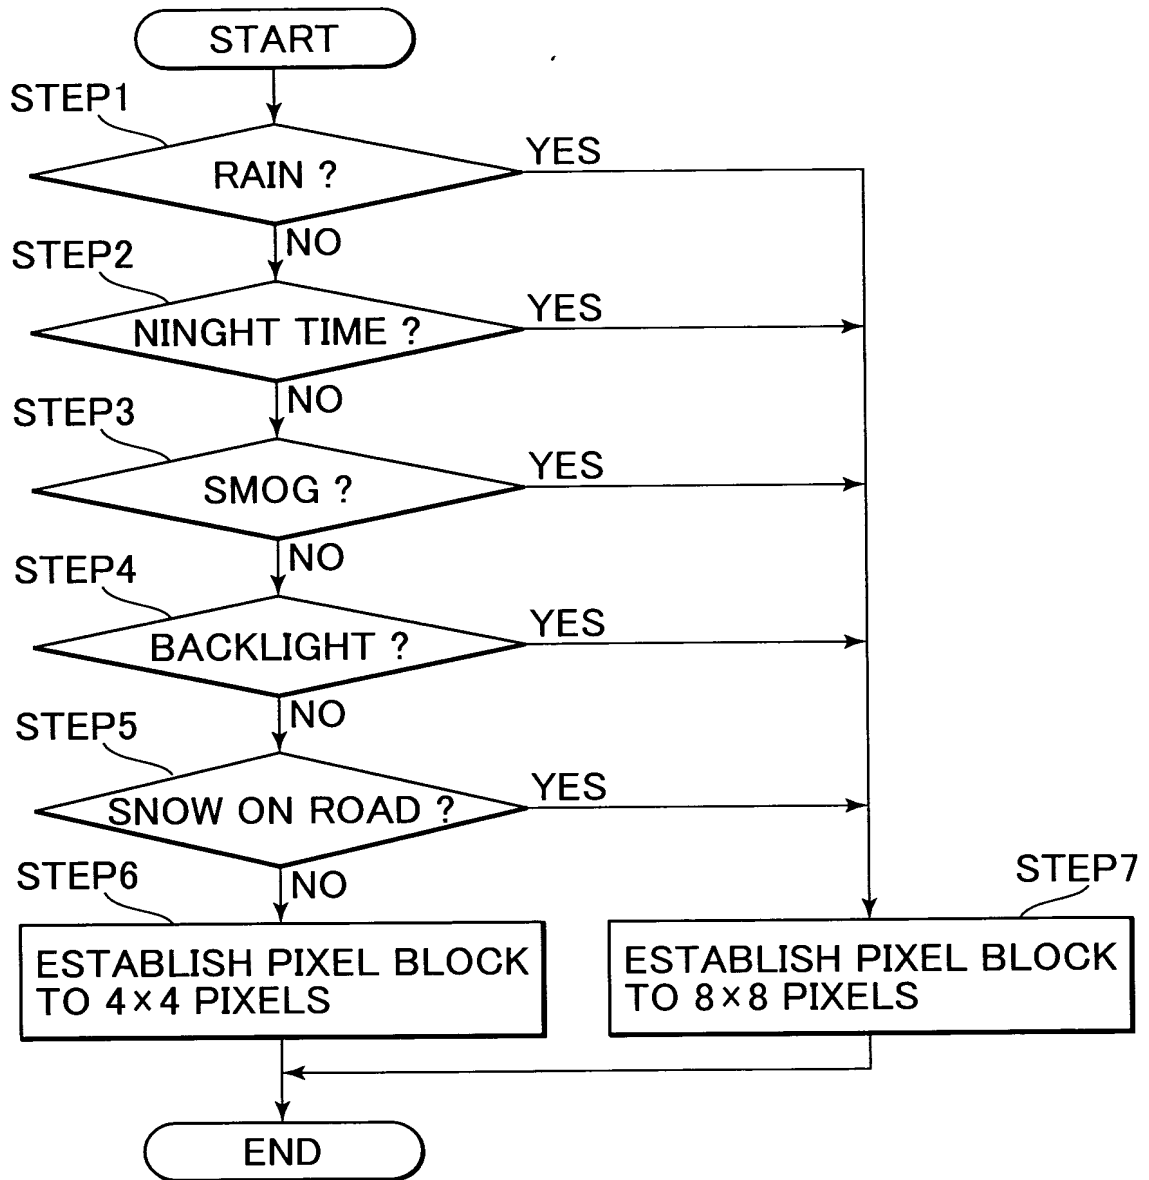 START
STEP1
RAIN ?
YES
NO
STEP2
NINGHT TIME ?
YES
NO
STEP3
SMOG ?
YES
NO
STEP4
BACKLIGHT ?
YES
NO
STEP5
SNOW ON ROAD ?
YES
NO
STEP6
ESTABLISH PIXEL BLOCK
TO 4×4 PIXELS
STEP7
ESTABLISH PIXEL BLOCK
TO 8×8 PIXELS
END